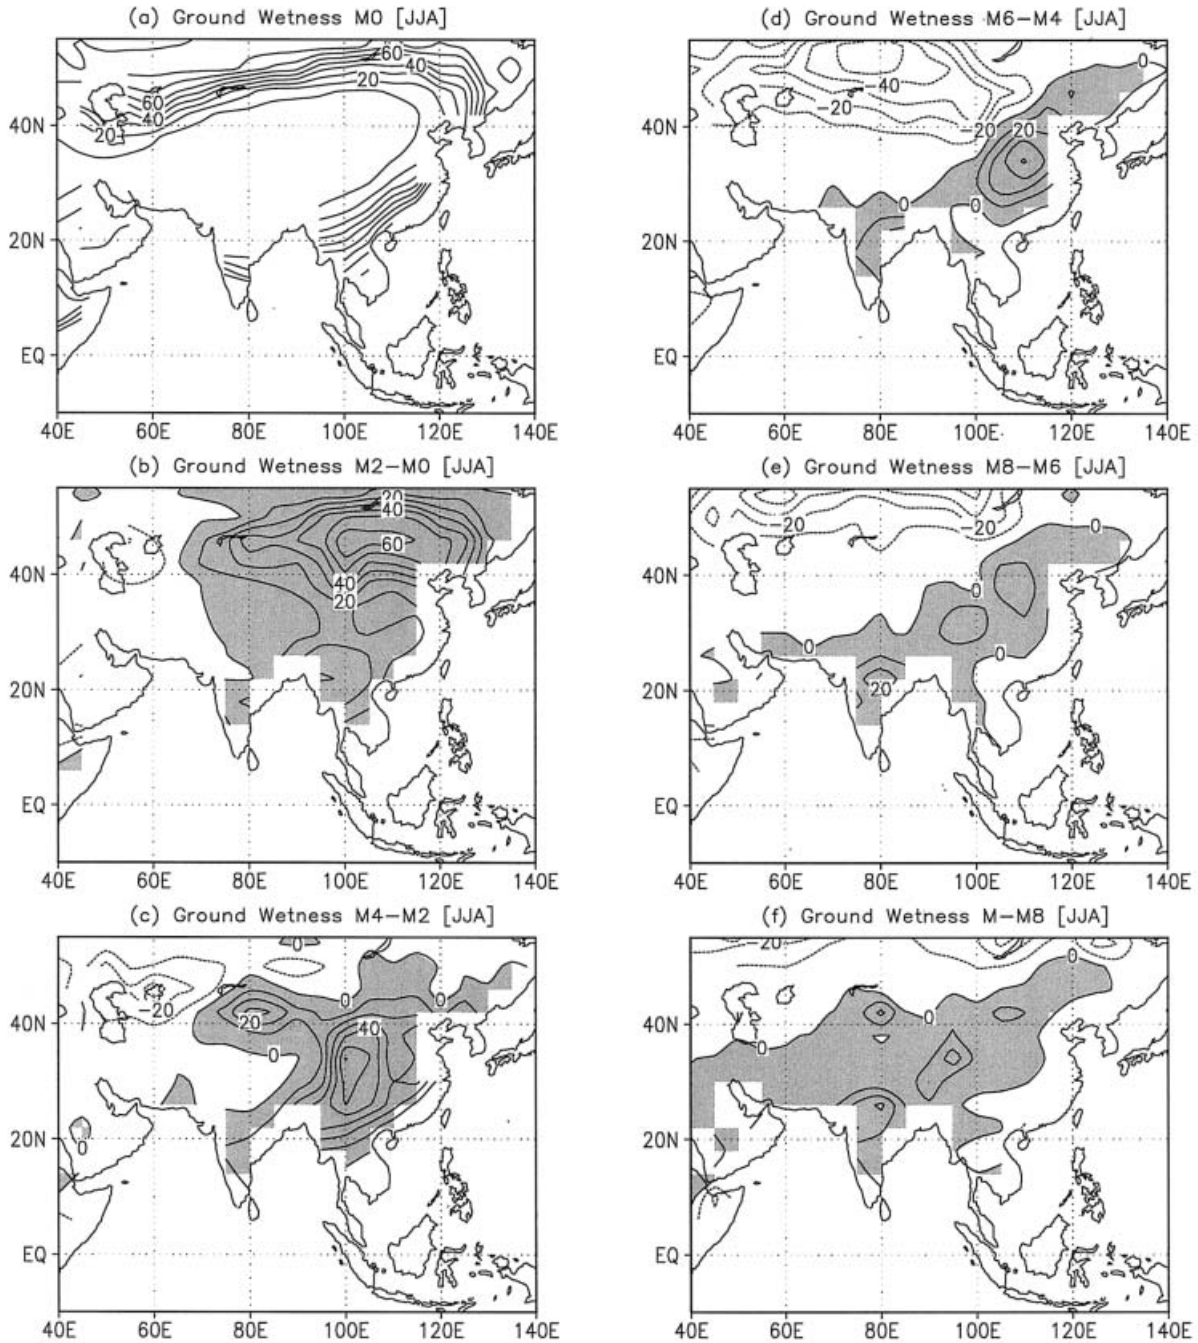 (a) Ground Wetness M0 [JJA]
60
40
20
60
40
20
40N
20N
EQ
40E 60E 80E 100E 120E 140E
(b) Ground Wetness M2-M0 [JJA]
20
40
60
40
20
40N
20N
EQ
40E 60E 80E 100E 120E 140E
(c) Ground Wetness M4-M2 [JJA]
0
-20
0
0
20
40
0
0
40N
20N
EQ
40E 60E 80E 100E 120E 140E
(d) Ground Wetness M6-M4 [JJA]
0
-40
-20
-20
20
0
0
40N
20N
EQ
40E 60E 80E 100E 120E 140E
(e) Ground Wetness M8-M6 [JJA]
-20
-20
0
0
0
0
20
40N
20N
EQ
40E 60E 80E 100E 120E 140E
(f) Ground Wetness M-M8 [JJA]
-20
0
0
0
40N
20N
EQ
40E 60E 80E 100E 120E 140E